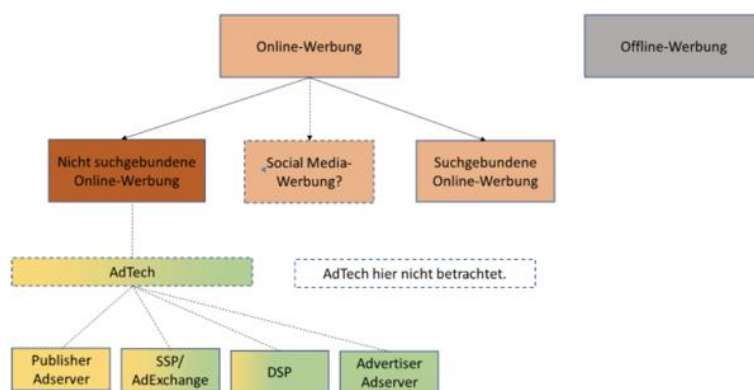 Online-Werbung
Offline-Werbung
Nicht suchgebundene
Online-Werbung
Social Media-
Werbung?
Suchgebundene
Online-Werbung
AdTech
AdTech hier nicht betrachtet.
Publisher
Adserver
SSP/
AdExchange
DSP
Advertiser
Adserver